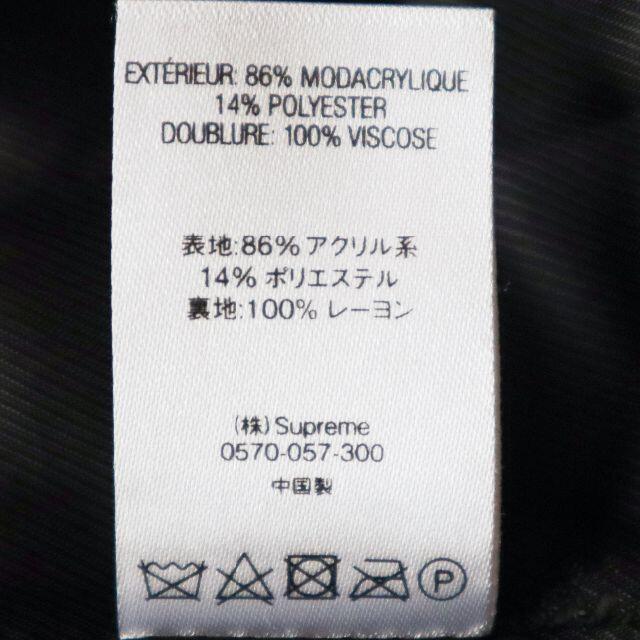 EXTÉRIEUR: 86% MODACRYLIQUE
14% POLYESTER
DOUBLURE: 100% VISCOSE
表地:86% アクリル系
14% ポリエステル
裏地:100% レーヨン
(株) Supreme
0570-057-300
中国製
P